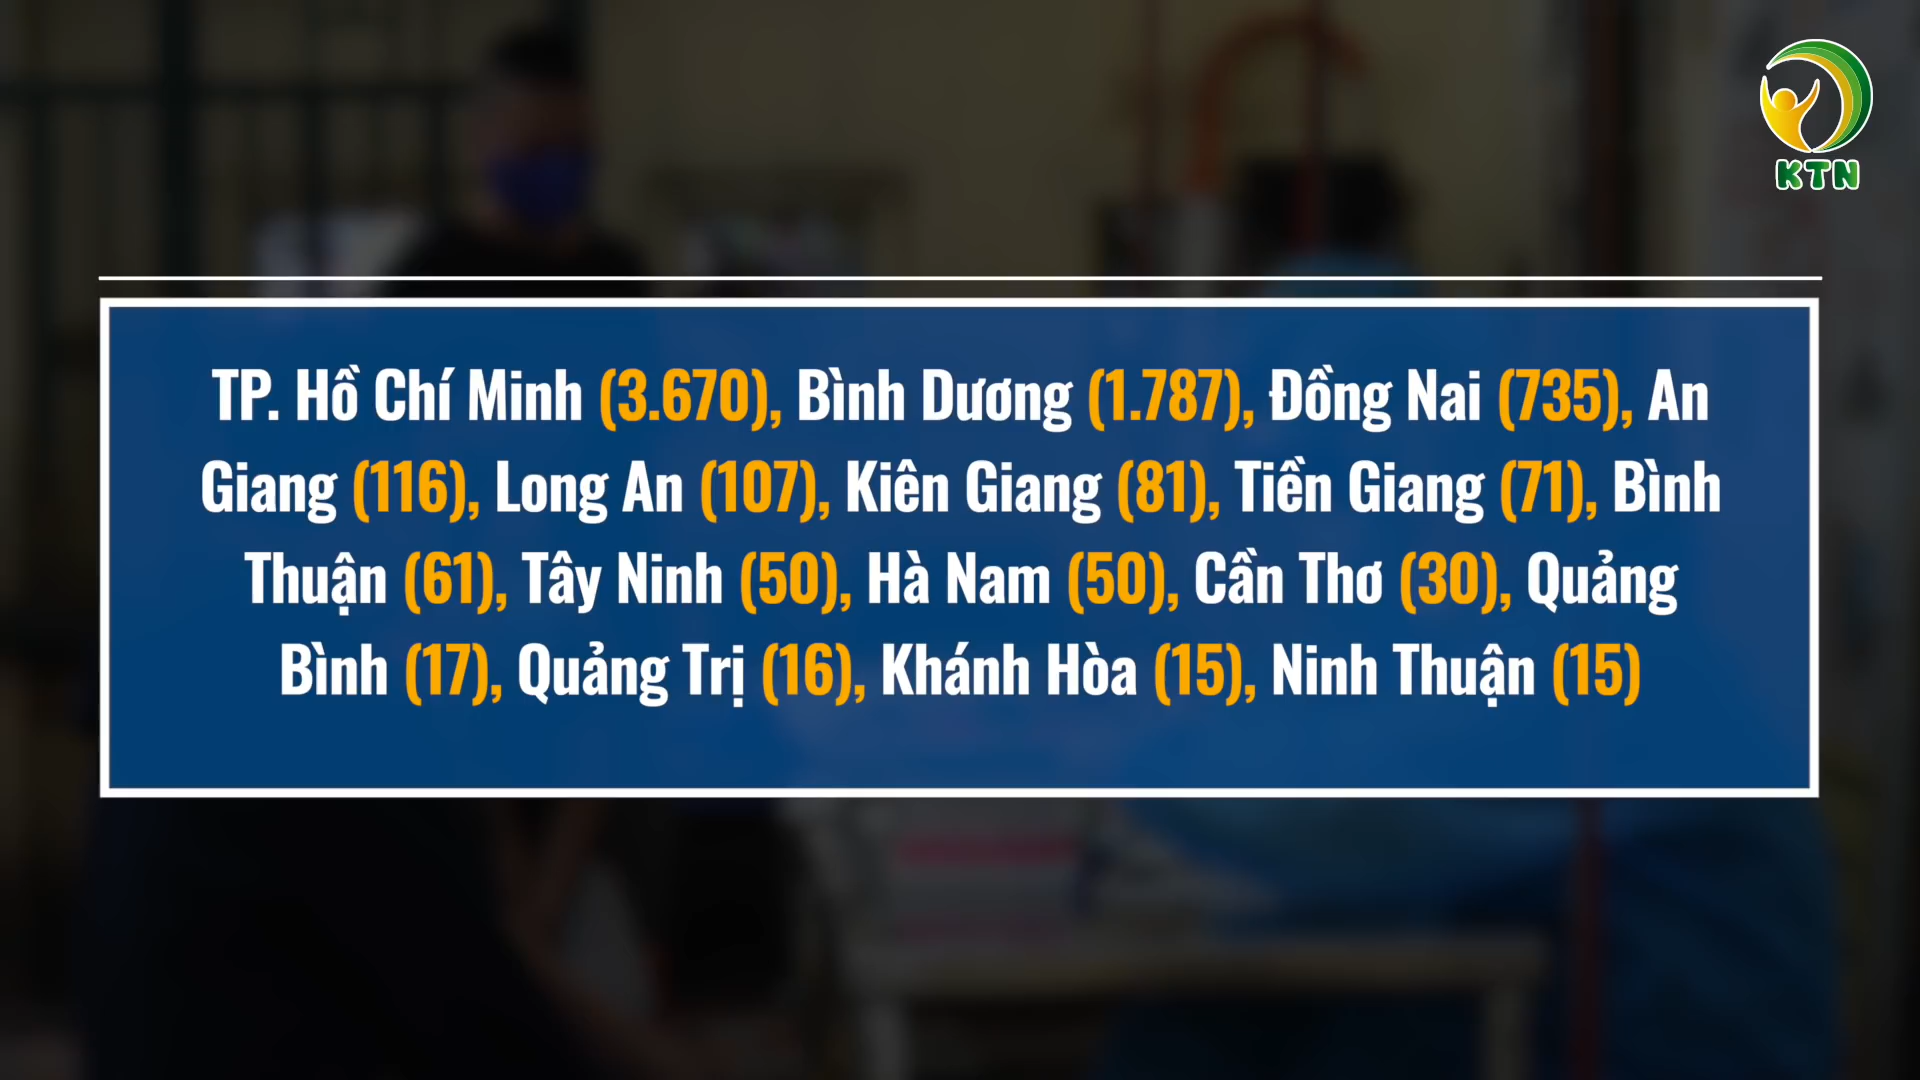 KTN
TP. Hồ Chí Minh (3.670), Bình Dương (1.787), Đồng Nai (735), An
Giang (116), Long An (107), Kiên Giang (81), Tiền Giang (71), Bình
Thuận (61), Tây Ninh (50), Hà Nam (50), Cần Thơ (30), Quảng
Bình (17), Quảng Trị (16), Khánh Hòa (15), Ninh Thuận (15)